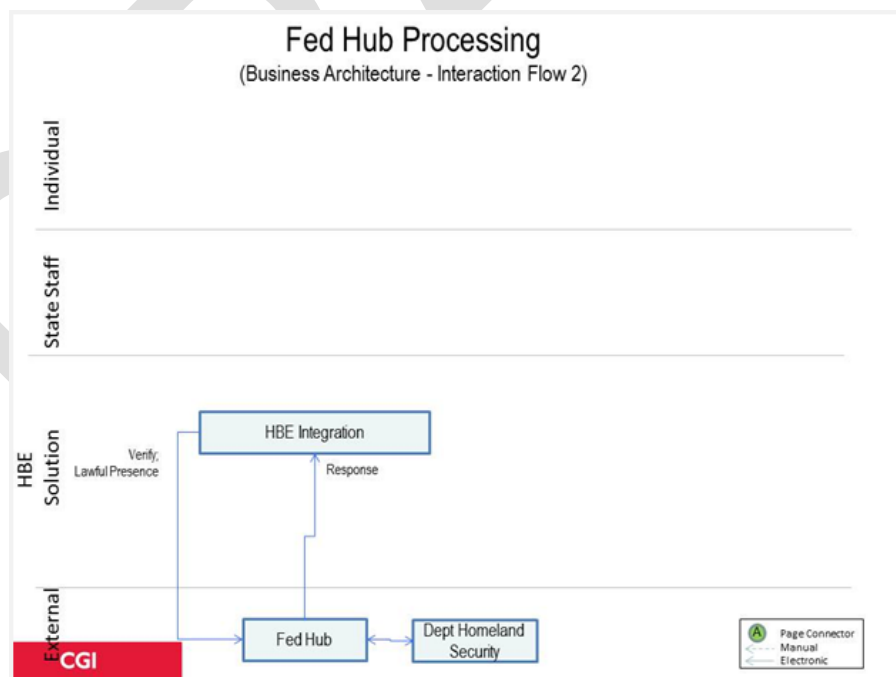 Fed Hub Processing
(Business Architecture - Interaction Flow 2)
Individual
State Staff
HBE
Solution
HBE Integration
Verify;
Lawful Presence
Response
External
Fed Hub
Dept Homeland
Security
CGI
A Page Connector
Manual
Electronic